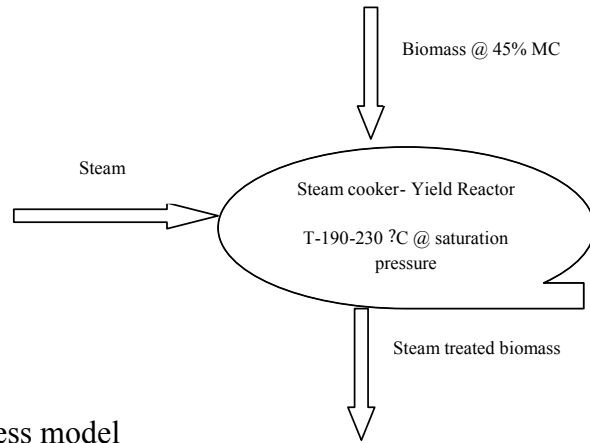 Biomass @ 45% MC
Steam
Steam cooker- Yield Reactor
T-190-230 ?C @ saturation
pressure
Steam treated biomass
ess model